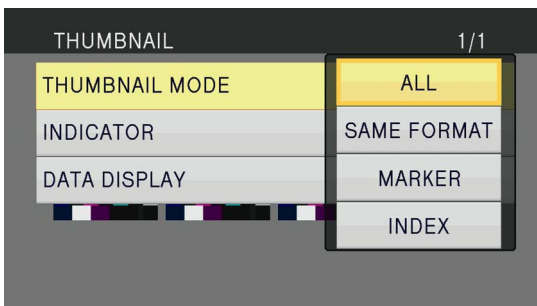 THUMBNAIL 1/1
THUMBNAIL MODE ALL
INDICATOR SAME FORMAT
DATA DISPLAY MARKER
INDEX